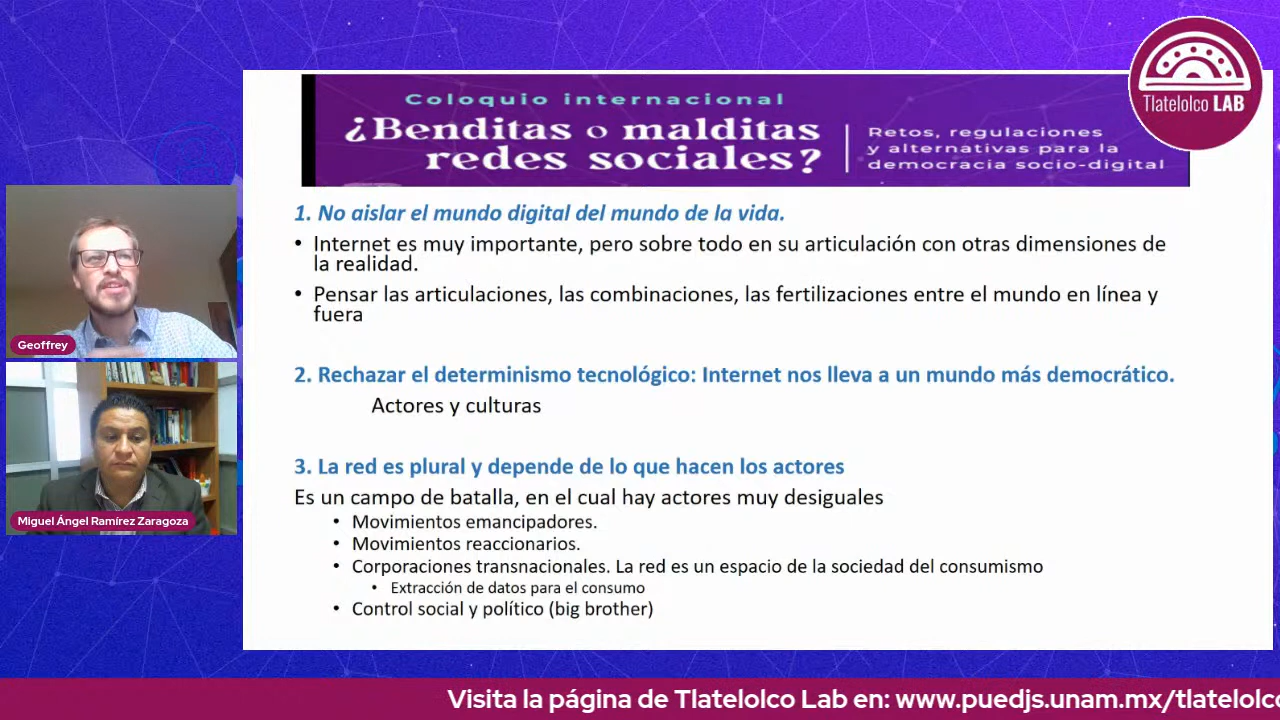 Coloquio internacional
¿Benditas o malditas
redes sociales?
Retos, regulaciones
y alternativas para la
democracia socio-digital
Tlatelolco LAB
1. No aislar el mundo digital del mundo de la vida.
• Internet es muy importante, pero sobre todo en su articulación con otras dimensiones de
la realidad.
• Pensar las articulaciones, las combinaciones, las fertilizaciones entre el mundo en línea y
fuera
2. Rechazar el determinismo tecnológico: Internet nos lleva a un mundo más democrático.
Actores y culturas
3. La red es plural y depende de lo que hacen los actores
Es un campo de batalla, en el cual hay actores muy desiguales
• Movimientos emancipadores.
• Movimientos reaccionarios.
• Corporaciones transnacionales. La red es un espacio de la sociedad del consumismo
• Extracción de datos para el consumo
• Control social y político (big brother)
Geoffrey
Miguel Ángel Ramírez Zaragoza
Visita la página de Tlatelolco Lab en: www.puedjs.unam.mx/tlatelolco